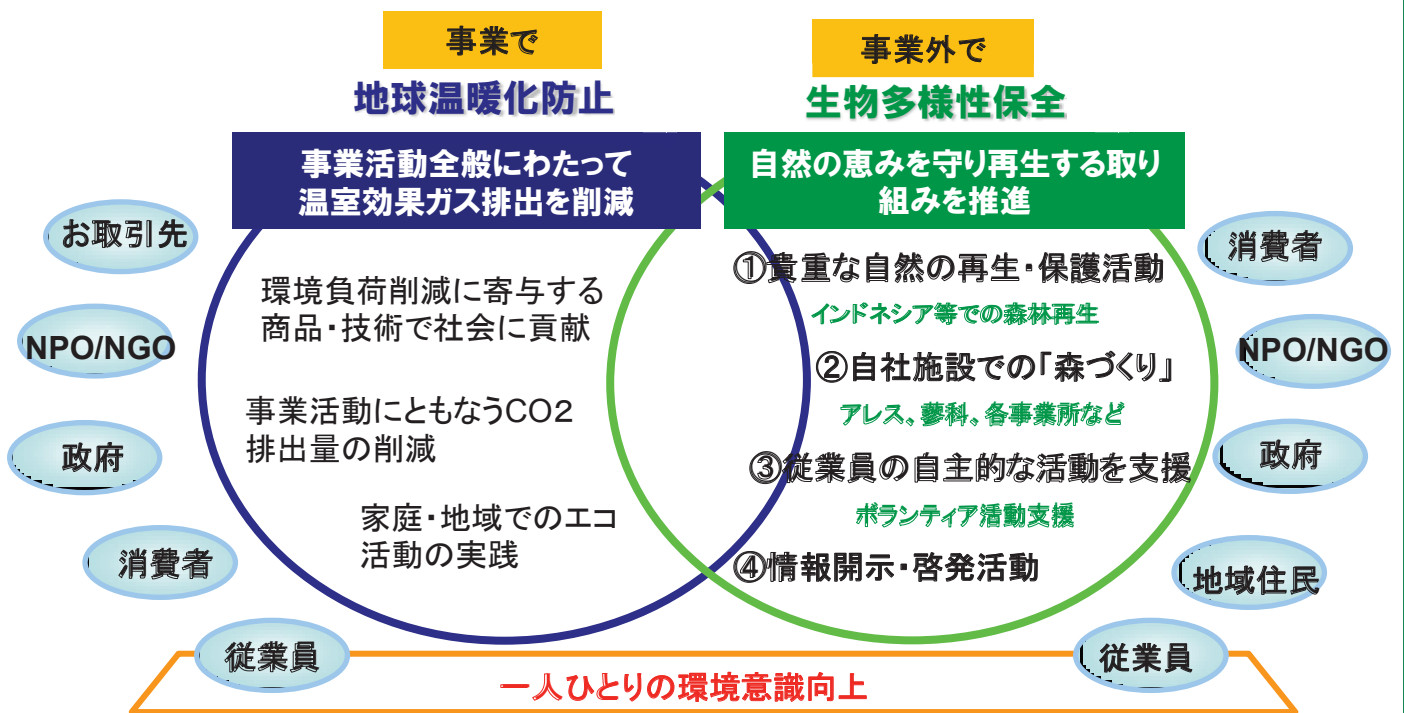 事業で
地球温暖化防止
事業活動全般にわたって
温室効果ガス排出を削減
環境負荷削減に寄与する
商品・技術で社会に貢献
事業活動にともなうCO2
排出量の削減
家庭・地域でのエコ
活動の実践
お取引先
NPO/NGO
政府
消費者
従業員
事業外で
生物多様性保全
自然の恵みを守り再生する取り
組みを推進
①貴重な自然の再生・保護活動
インドネシア等での森林再生
②自社施設での「森づくり」
アレス、蓼科、各事業所など
③従業員の自主的な活動を支援
ボランティア活動支援
④情報開示・啓発活動
消費者
NPO/NGO
政府
地域住民
従業員
一人ひとりの環境意識向上